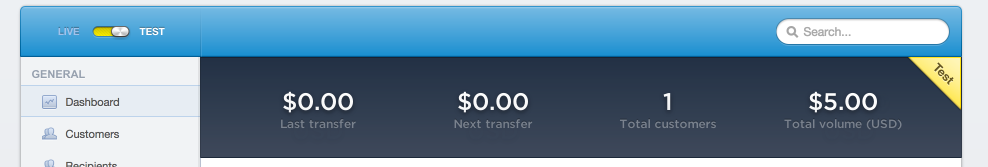 LIVE TEST
Search...
Test
GENERAL
Dashboard
Customers
Recipients
$0.00
Last transfer
$0.00
Next transfer
1
Total customers
$5.00
Total volume (USD)